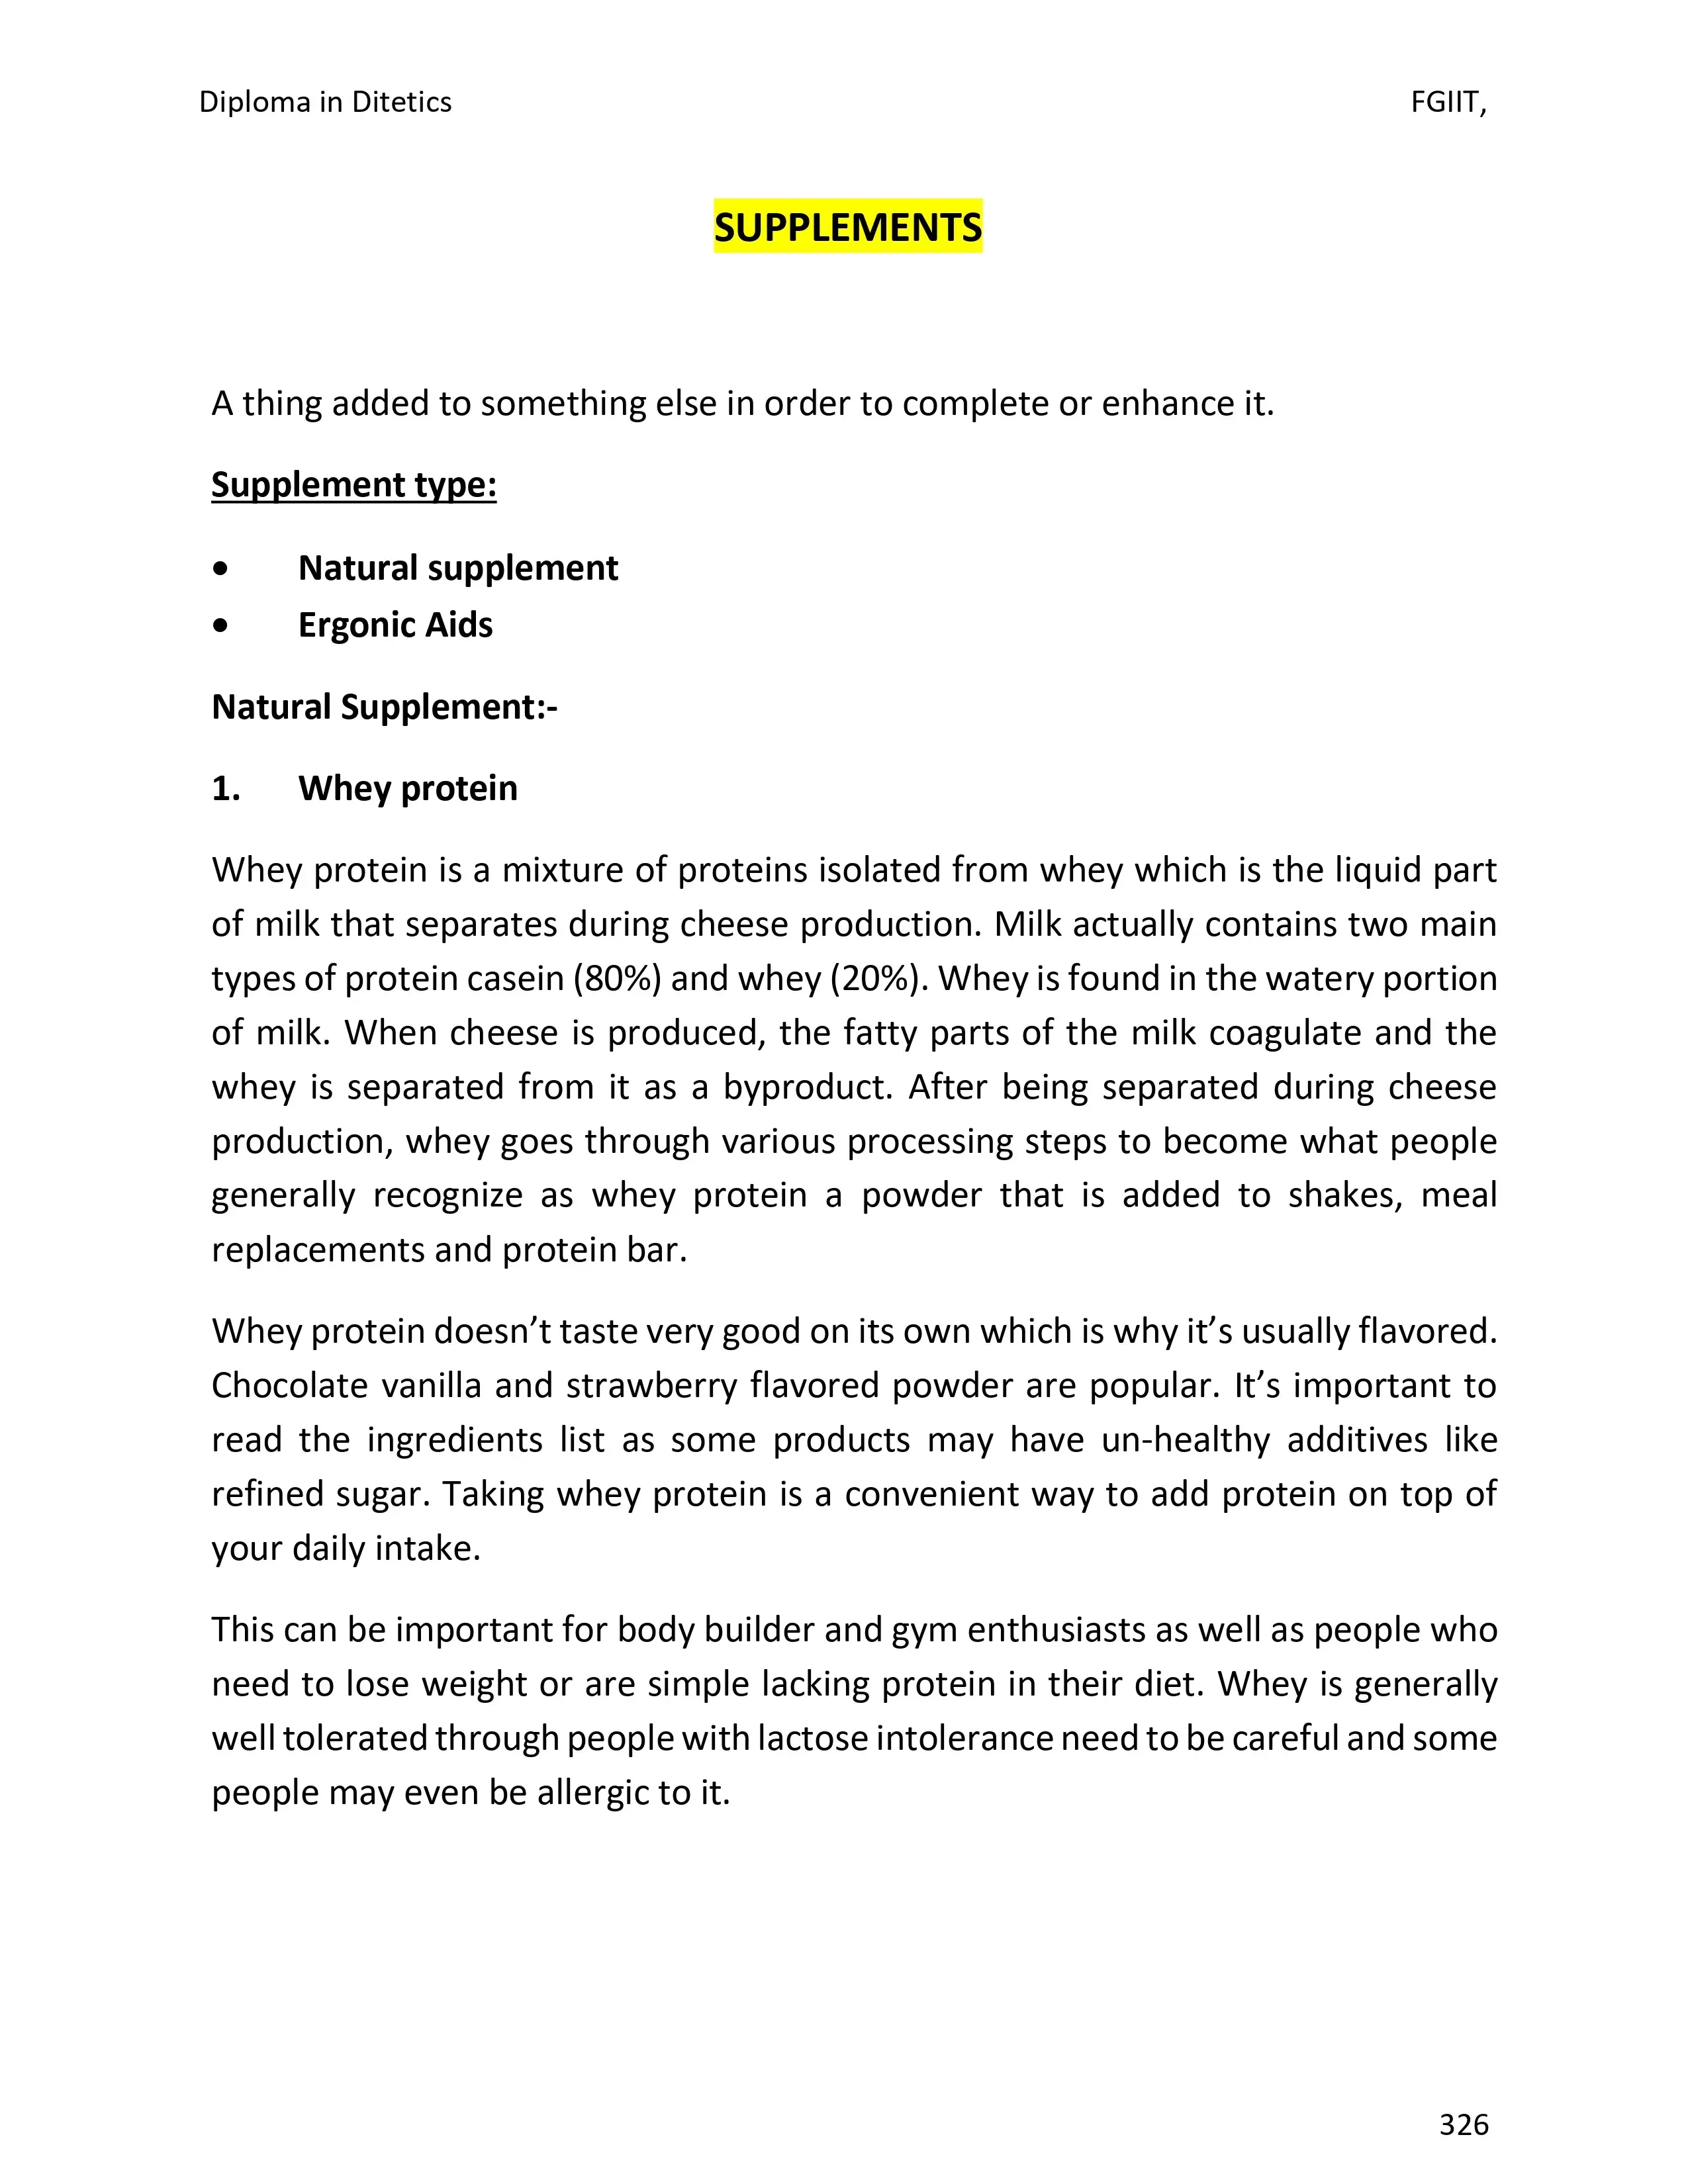 Diploma in Ditetics FGIIT,
SUPPLEMENTS
A thing added to something else in order to complete or enhance it.
Supplement type:
• Natural supplement
• Ergonic Aids
Natural Supplement:-
1. Whey protein
Whey protein is a mixture of proteins isolated from whey which is the liquid part
of milk that separates during cheese production. Milk actually contains two main
types of protein casein (80%) and whey (20%). Whey is found in the watery portion
of milk. When cheese is produced, the fatty parts of the milk coagulate and the
whey is separated from it as a byproduct. After being separated during cheese
production, whey goes through various processing steps to become what people
generally recognize as whey protein a powder that is added to shakes, meal
replacements and protein bar.
Whey protein doesn’t taste very good on its own which is why it’s usually flavored.
Chocolate vanilla and strawberry flavored powder are popular. It’s important to
read the ingredients list as some products may have un-healthy additives like
refined sugar. Taking whey protein is a convenient way to add protein on top of
your daily intake.
This can be important for body builder and gym enthusiasts as well as people who
need to lose weight or are simple lacking protein in their diet. Whey is generally
well tolerated through people with lactose intolerance need to be careful and some
people may even be allergic to it.
326